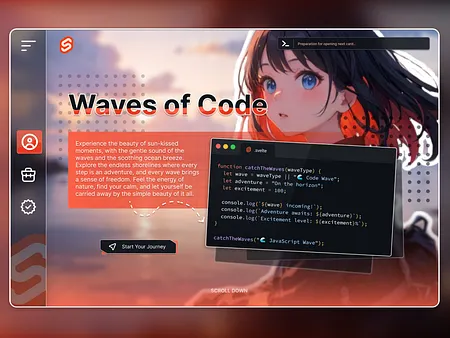 Preparation for opening next card..
Waves of Code
Experience the beauty of sun-kissed
moments, with the gentle sound of the
waves and the soothing ocean breeze.
Explore the endless shorelines where every
step is an adventure, and every wave brings
a sense of freedom. Feel the energy of
nature, find your calm, and let yourself be
carried away by the simple beauty of it all.
Start Your Journey
svelte
function catchTheWaves(waveType) {
let wave = waveType || "🌊 Code Wave";
let adventure = "On the horizon";
let excitement = 100;
console.log(`${wave} incoming!`);
console.log(`Adventure awaits: ${adventure}`);
console.log(`Excitement level: ${excitement}%`);
}
catchTheWaves("🌊 JavaScript Wave");
SCROLL DOWN